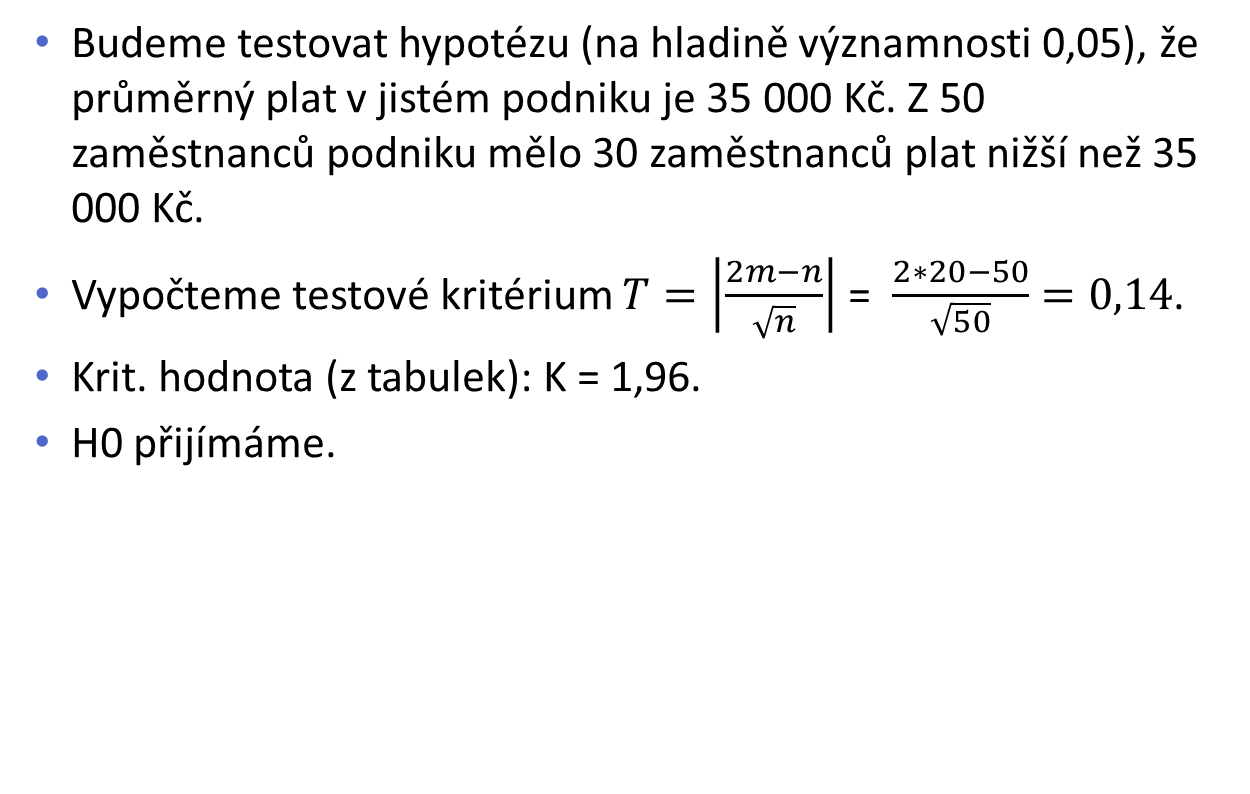 • Budeme testovat hypotézu (na hladině významnosti 0,05), že
průměrný plat v jistém podniku je 35 000 Kč. Z 50
zaměstnanců podniku mělo 30 zaměstnanců plat nižší než 35
000 Kč.
• Vypočteme testové kritérium T = |2m−n / √n| = 2*20−50 / √50 = 0,14.
• Krit. hodnota (z tabulek): K = 1,96.
• H0 přijímáme.